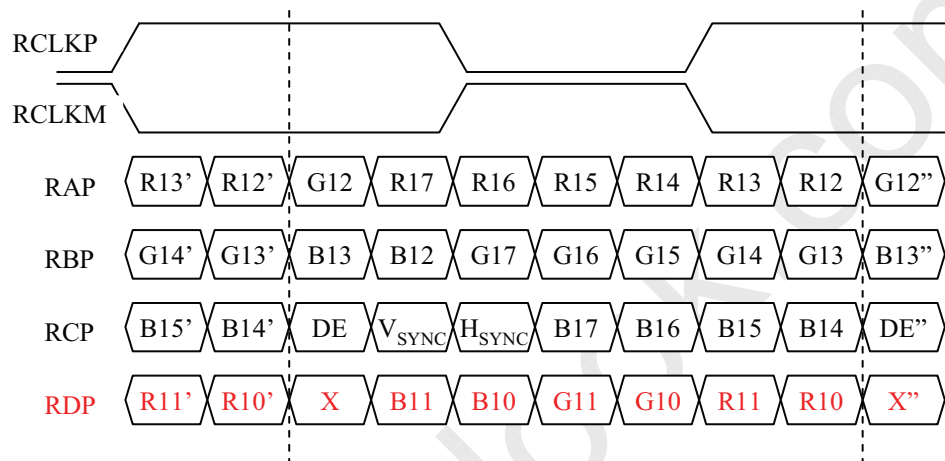 RCLKP
RCLKM
RAP R13’ R12’ G12 R17 R16 R15 R14 R13 R12 G12”
RBP G14’ G13’ B13 B12 G17 G16 G15 G14 G13 B13”
RCP B15’ B14’ DE VSYNC HSYNC B17 B16 B15 B14 DE”
RDP R11’ R10’ X B11 B10 G11 G10 R11 R10 X”